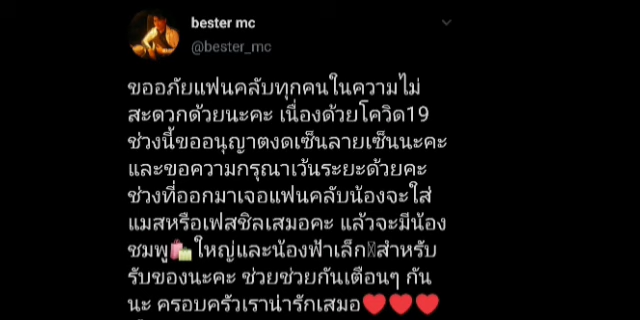 bester mc
@bester_mc
ขออภัยแฟนคลับทุกคนในความไม่
สะดวกด้วยนะคะ เนื่องด้วยโควิด19
ช่วงนี้ขออนุญาตงดเซ็นลายเซ็นนะคะ
และขอความกรุณาเว้นระยะด้วยคะ
ช่วงที่ออกมาเจอแฟนคลับน้องจะใส่
แมสหรือเฟสชิลเสมอคะ แล้วจะมีน้อง
ชมพู🛍️ใหญ่และน้องฟ้าเล็ก สำหรับ
รับของนะคะ ช่วยช่วยกันเตือนๆ กัน
นะ ครอบครัวเราน่ารักเสมอ❤️❤️❤️